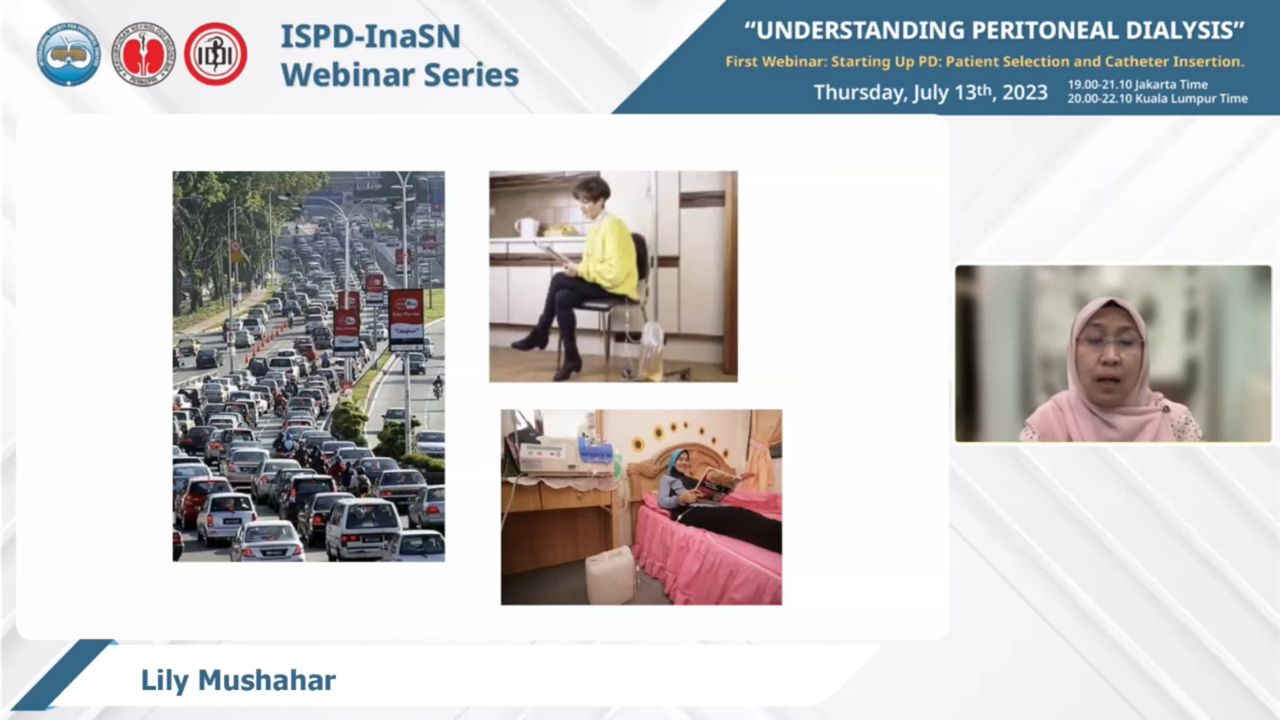 ISPD-InaSN
Webinar Series
“UNDERSTANDING PERITONEAL DIALYSIS”
First Webinar: Starting Up PD: Patient Selection and Catheter Insertion.
Thursday, July 13th, 2023
19.00-21.10 Jakarta Time
20.00-22.10 Kuala Lumpur Time
Lily Mushahar